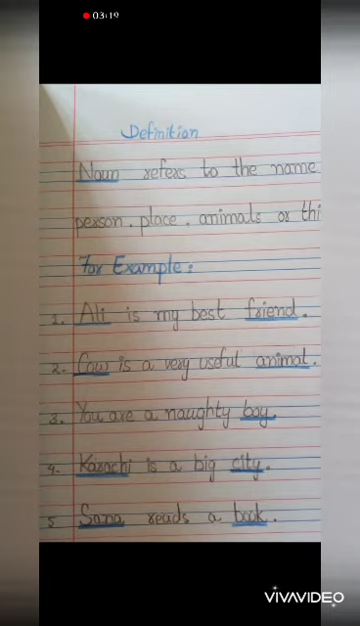 03:19
Definition
Noun refers to the name
person, place, animals or thi
For Example:
1. Ali is my best friend.
2. Cow is a very useful animal.
3. You are a naughty boy.
4. Karachi is a big city.
5 Sana reads a book.
VIVAVIDEO